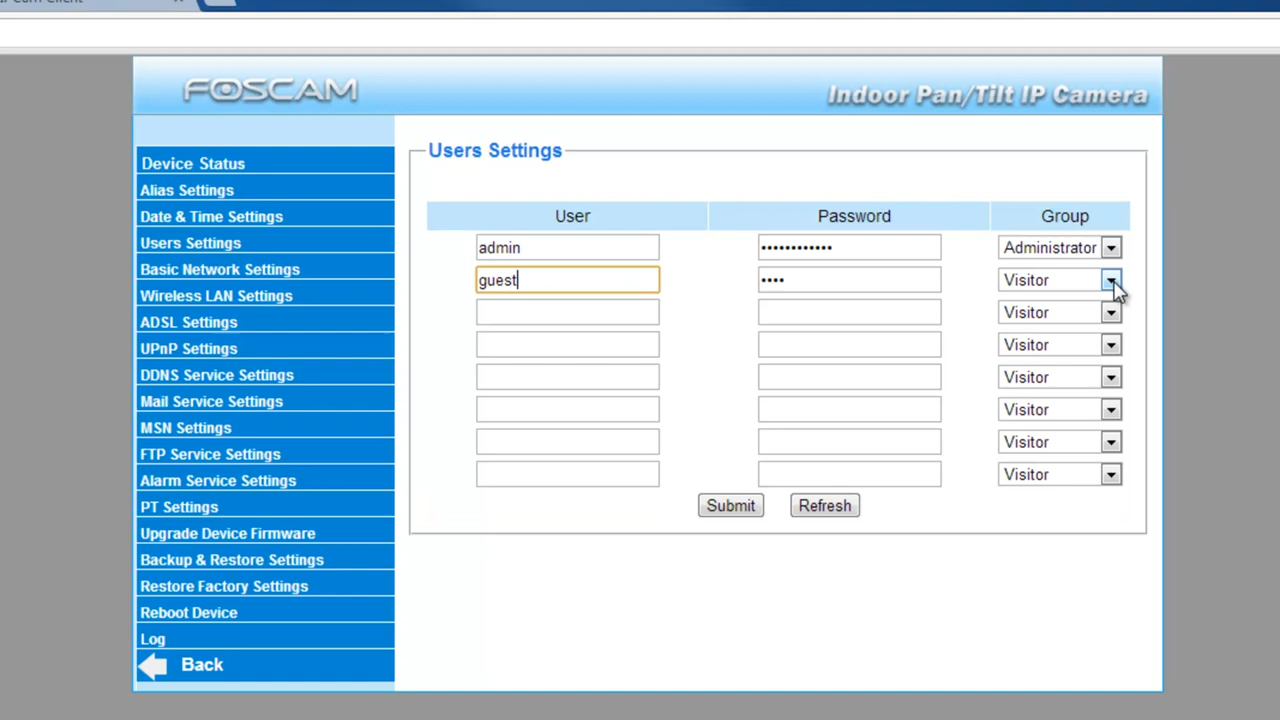 FOSCAM
Indoor Pan/Tilt IP Camera
Device Status
Alias Settings
Date & Time Settings
Users Settings
Basic Network Settings
Wireless LAN Settings
ADSL Settings
UPnP Settings
DDNS Service Settings
Mail Service Settings
MSN Settings
FTP Service Settings
Alarm Service Settings
PT Settings
Upgrade Device Firmware
Backup & Restore Settings
Restore Factory Settings
Reboot Device
Log
Back
Users Settings
User Password Group
admin •••••••••••• Administrator
guest •••• Visitor
Visitor
Visitor
Visitor
Visitor
Visitor
Visitor
Submit Refresh